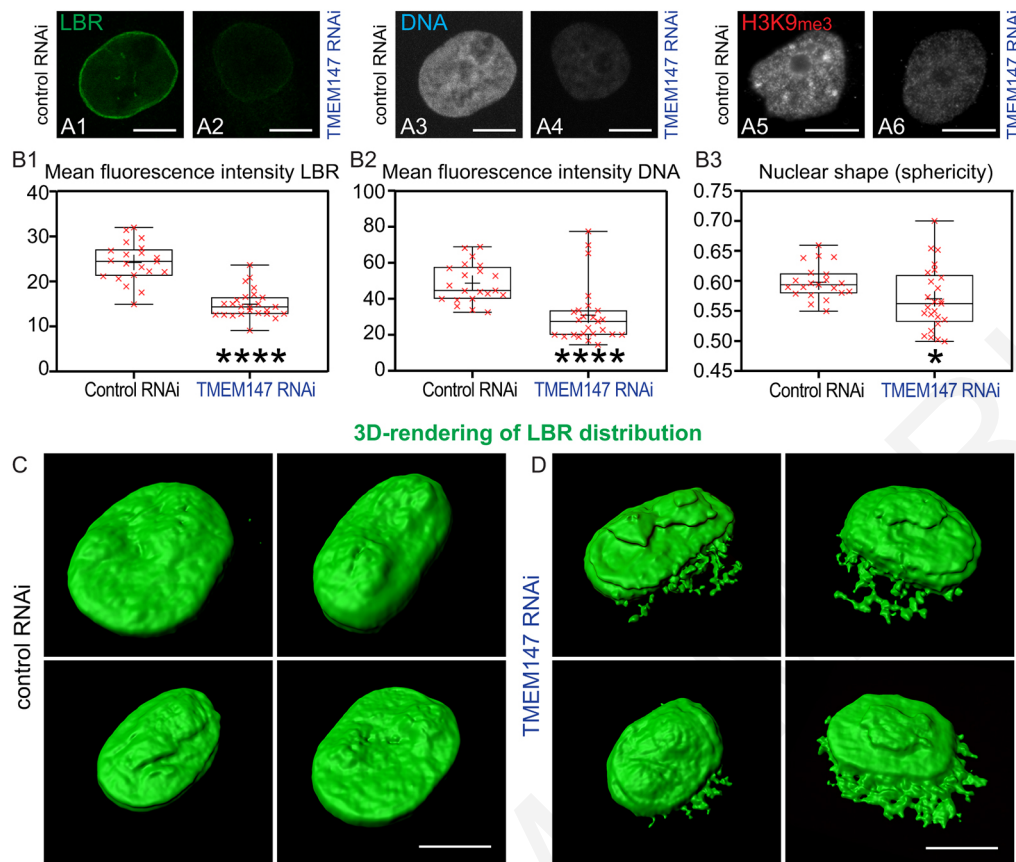 control RNAi
LBR
A1
A2
TMEM147 RNAi
control RNAi
DNA
A3
A4
TMEM147 RNAi
control RNAi
H3K9me3
A5
A6
TMEM147 RNAi
B1
Mean fluorescence intensity LBR
40
30
20
10
0
****
Control RNAi
TMEM147 RNAi
B2
Mean fluorescence intensity DNA
100
80
60
40
20
0
****
Control RNAi
TMEM147 RNAi
B3
Nuclear shape (sphericity)
0.75
0.70
0.65
0.60
0.55
0.50
0.45
*
Control RNAi
TMEM147 RNAi
3D-rendering of LBR distribution
C
control RNAi
D
TMEM147 RNAi